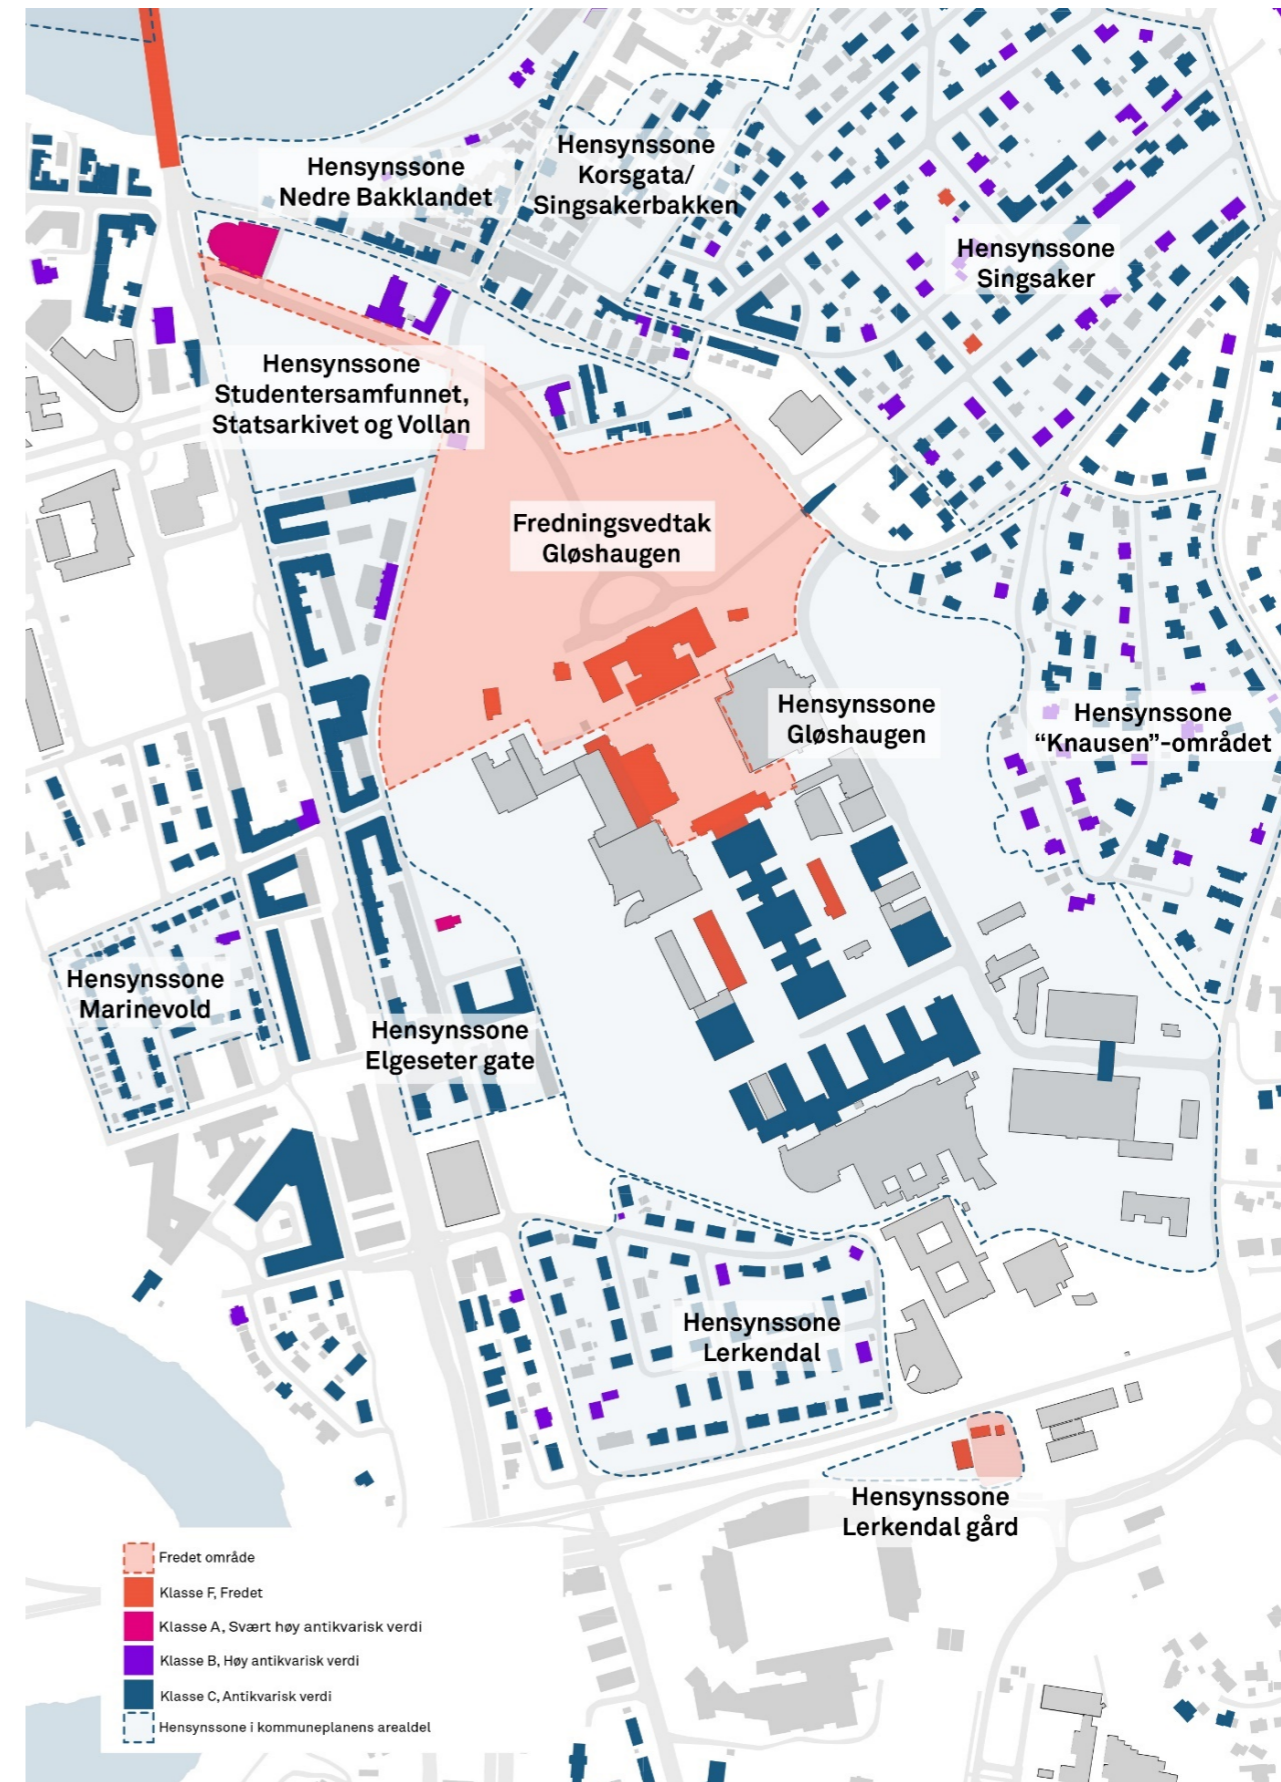 Hensynssone
Nedre Bakklandet
Hensynssone
Korsgata/
Singsakerbakken
Hensynssone
Singsaker
Hensynssone
Studentersamfunnet,
Statsarkivet og Vollan
Fredningsvedtak
Gløshaugen
Hensynssone
Gløshaugen
Hensynssone
“Knausen”-området
Hensynssone
Marinevold
Hensynssone
Elgeseter gate
Hensynssone
Lerkendal
Hensynssone
Lerkendal gård
Fredet område
Klasse F, Fredet
Klasse A, Svært høy antikvarisk verdi
Klasse B, Høy antikvarisk verdi
Klasse C, Antikvarisk verdi
Hensynssone i kommuneplanens arealdel